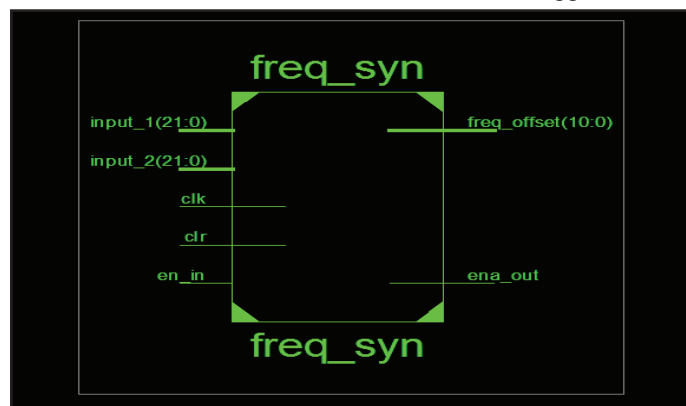 freq_syn
input_1(21:0)
freq_offset(10:0)
input_2(21:0)
clk
clr
en_in
ena_out
freq_syn